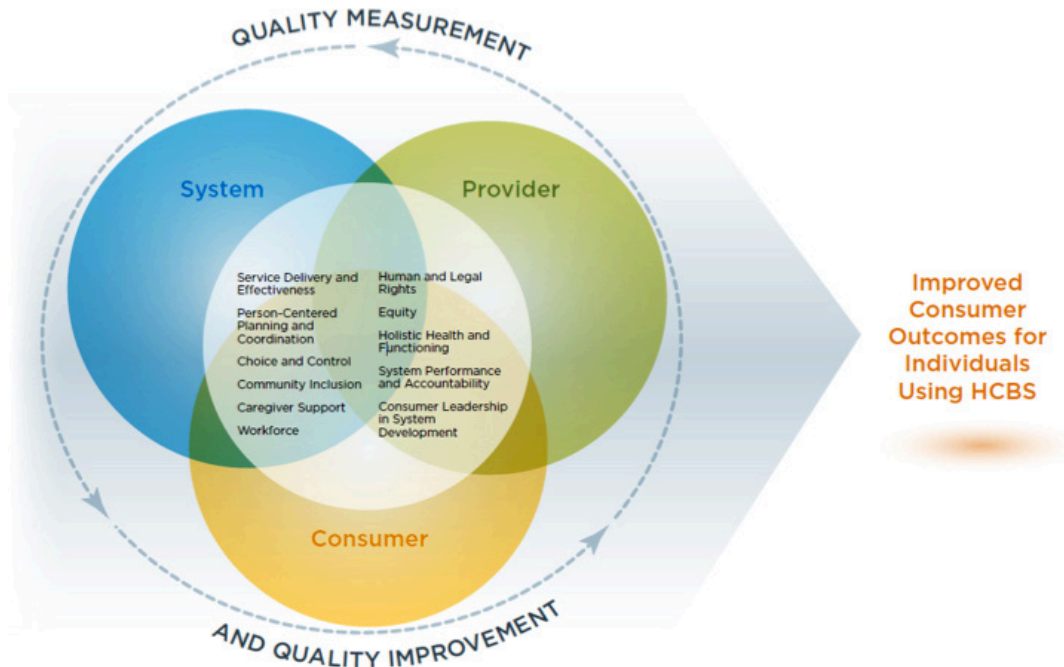 QUALITY MEASUREMENT
System
Provider
Service Delivery and
Effectiveness
Person-Centered
Planning and
Coordination
Choice and Control
Community Inclusion
Caregiver Support
Workforce
Human and Legal
Rights
Equity
Holistic Health and
Functioning
System Performance
and Accountability
Consumer Leadership
in System
Development
Consumer
AND QUALITY IMPROVEMENT
Improved
Consumer
Outcomes for
Individuals
Using HCBS